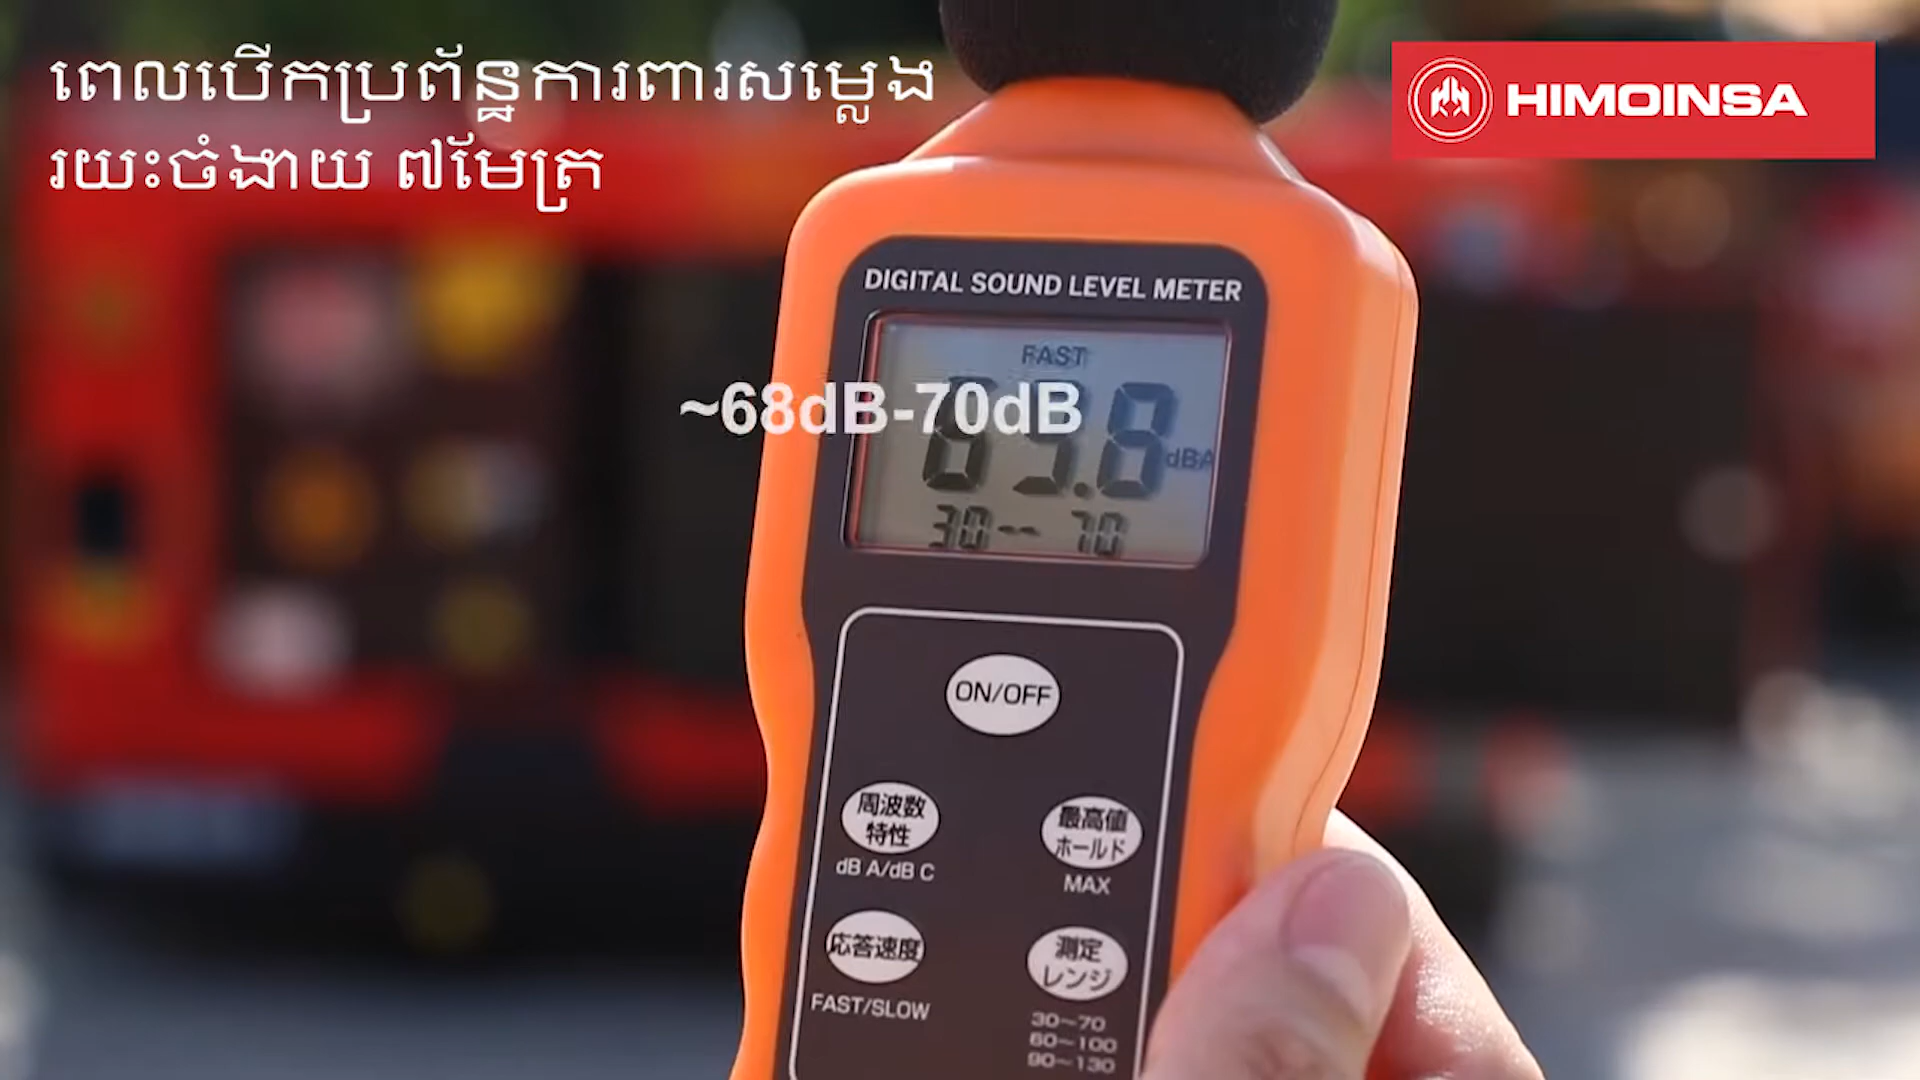 ពេលបើកប្រព័ន្ធការពារសម្លេង
រយះចំងាយ ៧មែត្រ
HIMOINSA
DIGITAL SOUND LEVEL METER
FAST
~68dB-70dB
dBA
30-- 70
ON/OFF
周波数
特性
dB A/dB C
最高値
ホールド
MAX
応答速度
FAST/SLOW
測定
レンジ
30～70
60～100
90～130